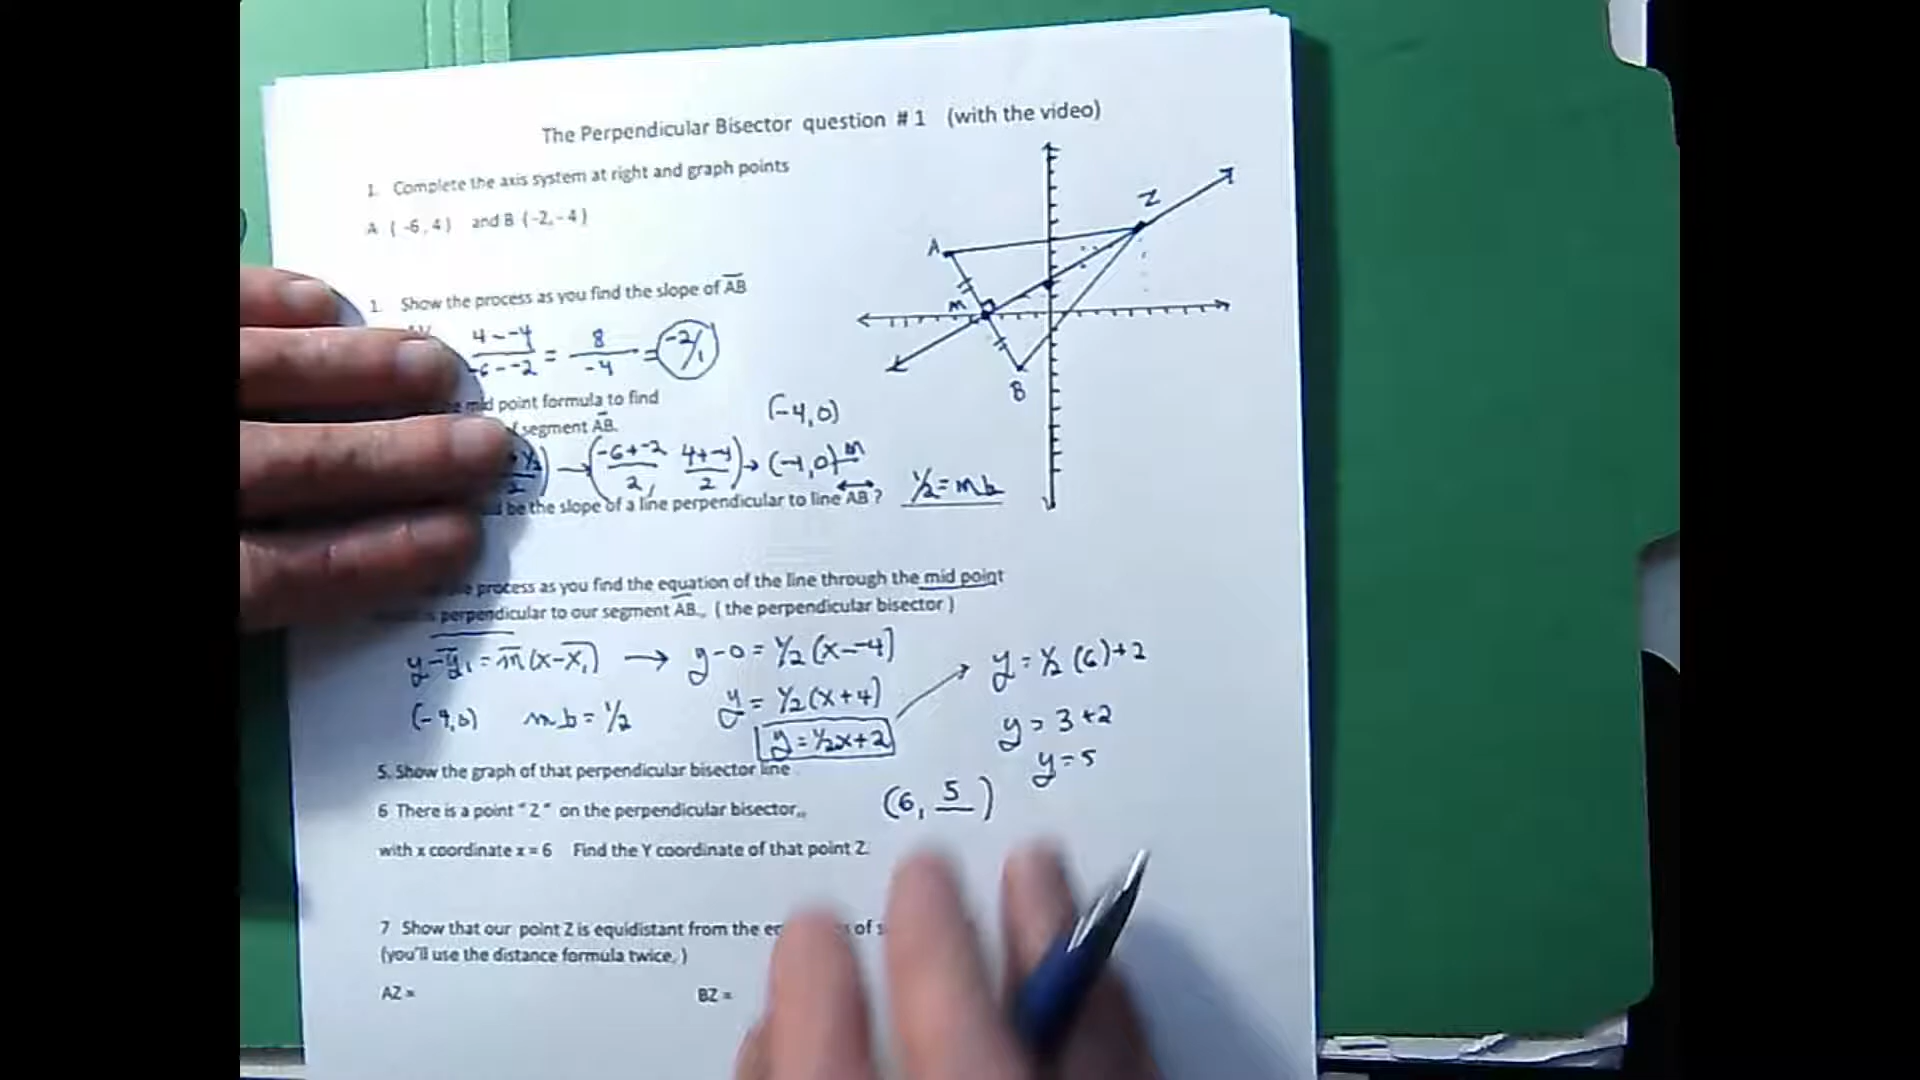 The Perpendicular Bisector question # 1 (with the video)
1. Complete the axis system at right and graph points
A ( -6, 4 ) and B ( -2, -4 )
Z
A
M
B
1. Show the process as you find the slope of AB
4 - -4 / -6 - -2 = 8 / -4 = -2/1
mid point formula to find
segment AB.
(-4, 0)
→ (-6 + -2 / 2, 4 + -4 / 2) → (-4, 0) M
be the slope of a line perpendicular to line AB ? 1/2 = m b
process as you find the equation of the line through the mid point
perpendicular to our segment AB.. ( the perpendicular bisector )
y - y1 = m (x - x1) → y - 0 = 1/2 (x - -4)
(-4, 0) m b = 1/2
y = 1/2 (x + 4)
y = 1/2x + 2
y = 1/2 (6) + 2
y = 3 + 2
y = 5
5. Show the graph of that perpendicular bisector line
6 There is a point "Z" on the perpendicular bisector,, (6, 5)
with x coordinate x = 6 Find the Y coordinate of that point Z.
7 Show that our point Z is equidistant from the of
(you'll use the distance formula twice. )
AZ = BZ =